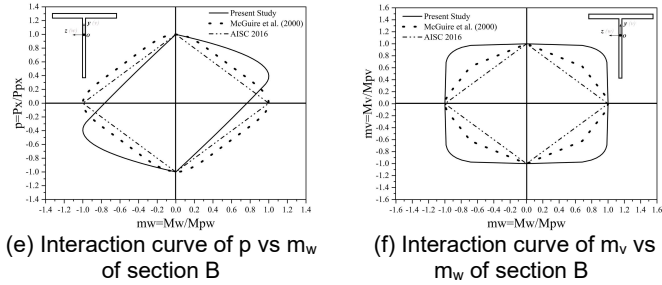 Present Study
McGuire et al. (2000)
AISC 2016
y
z
o
p=Px/Ppx
1.4
1.2
1.0
0.8
0.6
0.4
0.2
0.0
-0.2
-0.4
-0.6
-0.8
-1.0
-1.2
-1.4
-1.4 -1.2 -1.0 -0.8 -0.6 -0.4 -0.2 0.0 0.2 0.4 0.6 0.8 1.0 1.2 1.4
mw=Mw/Mpw
(e) Interaction curve of p vs mw
of section B
Present Study
McGuire et al. (2000)
AISC 2016
y
z
o
mv=Mv/Mpv
1.6
1.4
1.2
1.0
0.8
0.6
0.4
0.2
0.0
-0.2
-0.4
-0.6
-0.8
-1.0
-1.2
-1.4
-1.6
-1.6 -1.4 -1.2 -1.0 -0.8 -0.6 -0.4 -0.2 0.0 0.2 0.4 0.6 0.8 1.0 1.2 1.4 1.6
mw=Mw/Mpw
(f) Interaction curve of mv vs
mw of section B